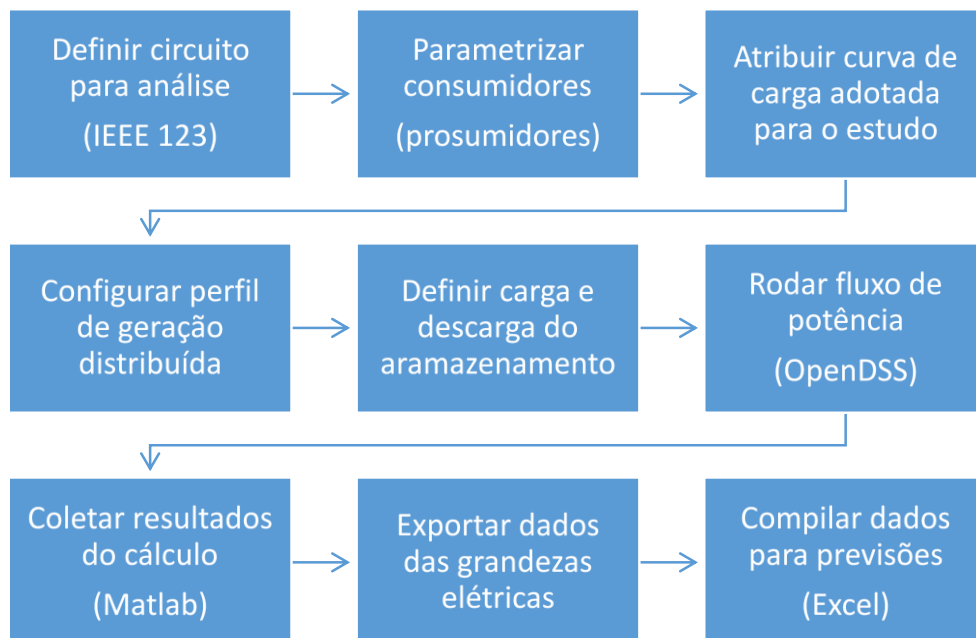 Definir circuito
para análise
(IEEE 123)
Parametrizar
consumidores
(prosumidores)
Atribuir curva de
carga adotada
para o estudo
Configurar perfil
de geração
distribuída
Definir carga e
descarga do
aramazenamento
Rodar fluxo de
potência
(OpenDSS)
Coletar resultados
do cálculo
(Matlab)
Exportar dados
das grandezas
elétricas
Compilar dados
para previsões
(Excel)